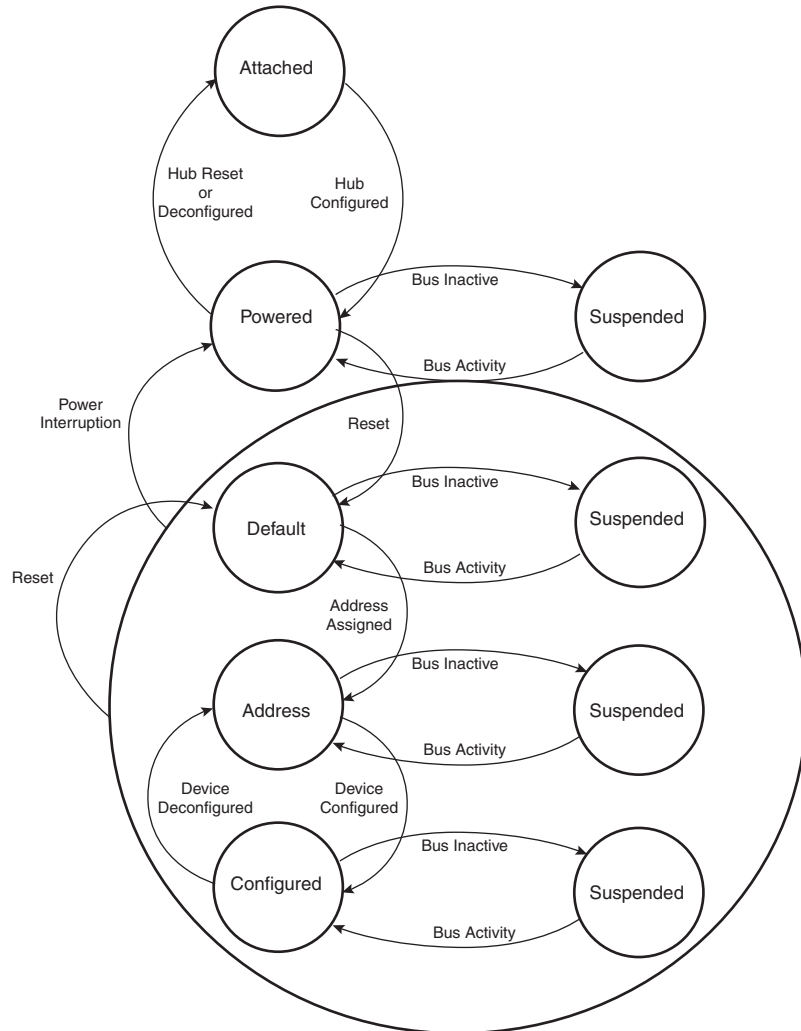 Attached
Hub Reset
or
Deconfigured
Hub
Configured
Bus Inactive
Powered
Suspended
Bus Activity
Power
Interruption
Reset
Bus Inactive
Default
Suspended
Bus Activity
Reset
Address
Assigned
Bus Inactive
Address
Suspended
Bus Activity
Device
Deconfigured
Device
Configured
Bus Inactive
Configured
Suspended
Bus Activity